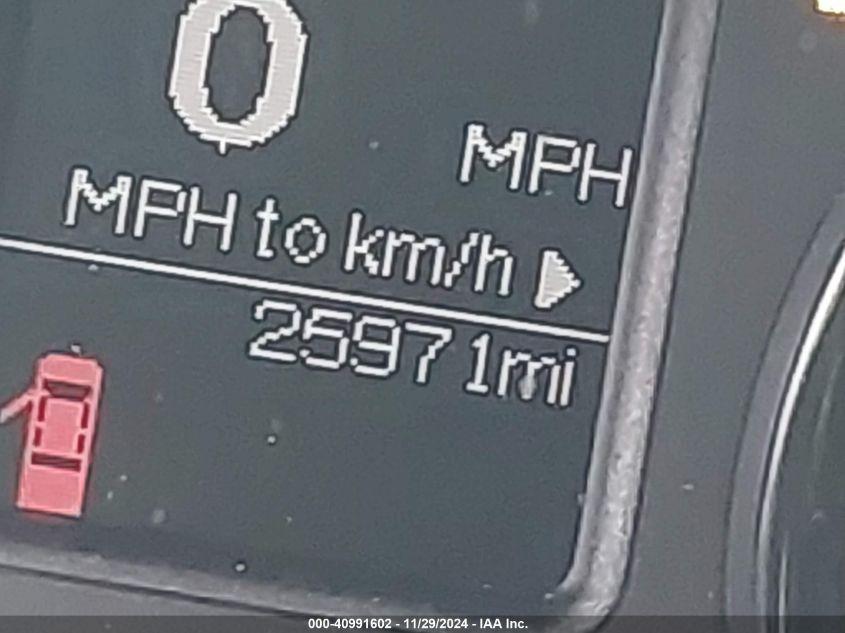 0
MPH
MPH to km/h
25971mi
000-40991602 - 11/29/2024 - IAA Inc.